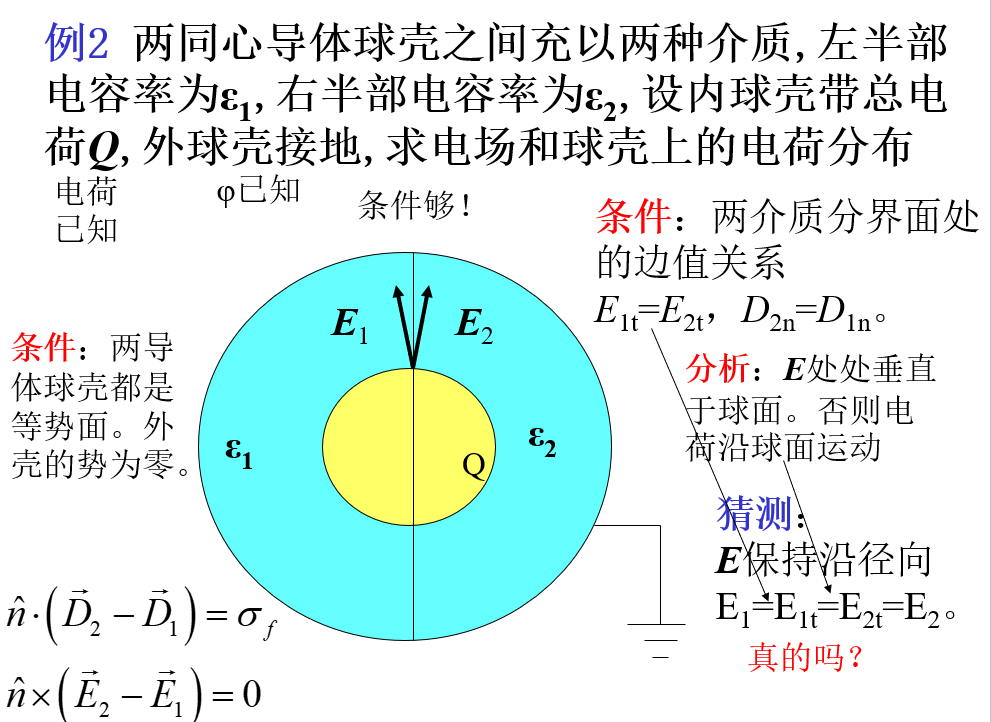 例2 两同心导体球壳之间充以两种介质,左半部
电容率为ε₁,右半部电容率为ε₂,设内球壳带总电
荷Q,外球壳接地,求电场和球壳上的电荷分布
电荷
已知
φ已知
条件够！
条件：两介质分界面处
的边值关系
E₁ₜ=E₂ₜ，D₂ₙ=D₁ₙ。
条件：两导
体球壳都是
等势面。外
壳的势为零。
E₁
E₂
ε₁
ε₂
Q
分析：E处处垂直
于球面。否则电
荷沿球面运动
猜测：
E保持沿径向
E₁=E₁ₜ=E₂ₜ=E₂。
真的吗？
n̂·(D⃗₂−D⃗₁)=σ_f
n̂×(E⃗₂−E⃗₁)=0